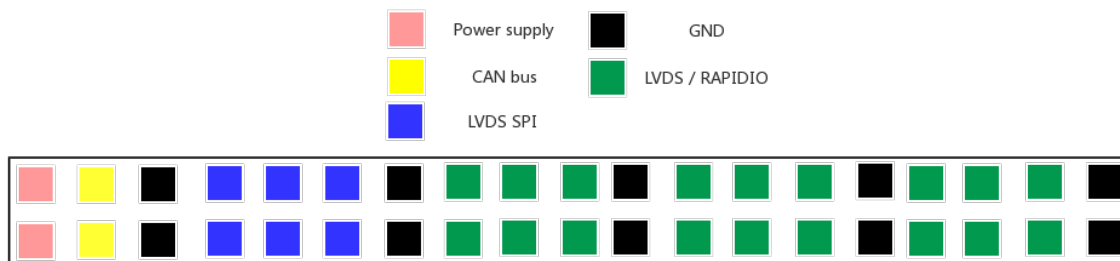 Power supply
GND
CAN bus
LVDS / RAPIDIO
LVDS SPI